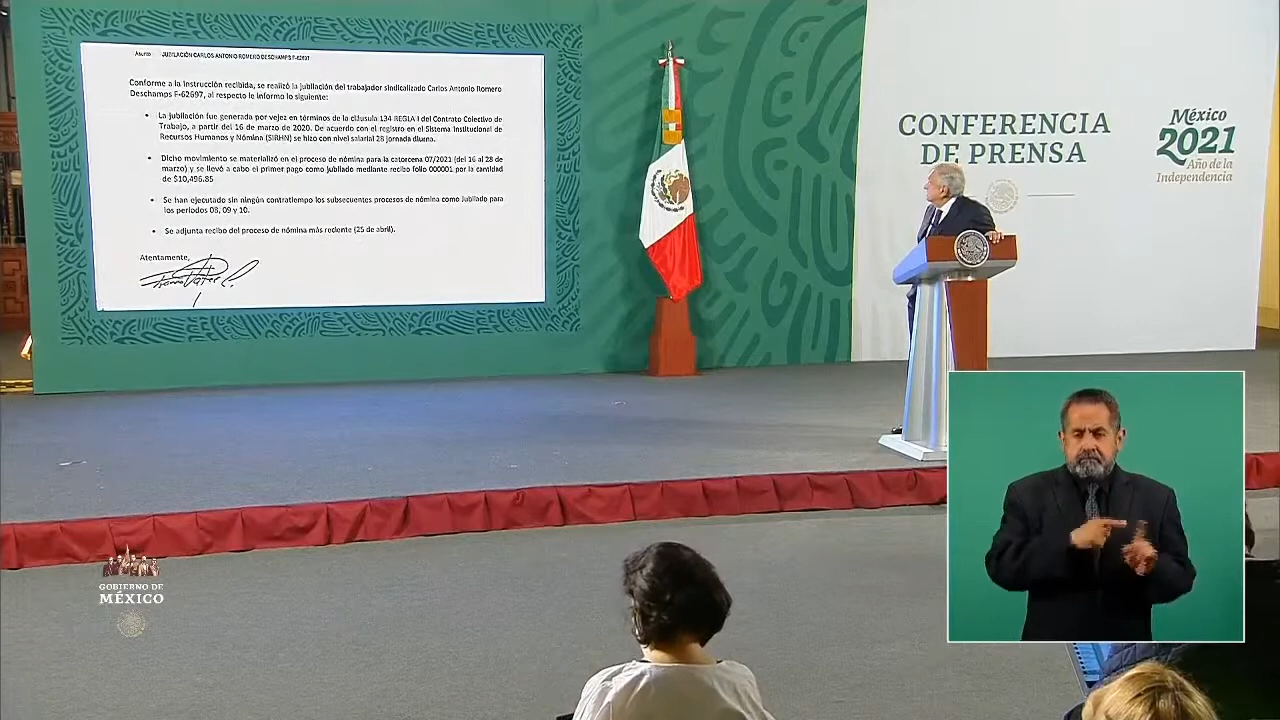 Asunto JUBILACIÓN CARLOS ANTONIO ROMERO DESCHAMPS F-62697
Conforme a la instrucción recibida, se realizó la jubilación del trabajador sindicalizado Carlos Antonio Romero
Deschamps F-62697, al respecto le informo lo siguiente:
• La jubilación fue generada por vejez en términos de la cláusula 134 REGLA I del Contrato Colectivo de
Trabajo, a partir del 16 de marzo de 2020. De acuerdo con el registro en el Sistema Institucional de
Recursos Humanos y Nómina (SIRHN) se hizo con nivel salarial 28 jornada diurna.
• Dicho movimiento se materializó en el proceso de nómina para la catorcena 07/2021 (del 16 al 28 de
marzo) y se llevó a cabo el primer pago como jubilado mediante recibo folio 000001 por la cantidad
de $10,496.85
• Se han ejecutado sin ningún contratiempo los subsecuentes procesos de nómina como Jubilado para
los periodos 08, 09 y 10.
• Se adjunta recibo del proceso de nómina más reciente (25 de abril).
Atentamente,
CONFERENCIA
DE PRENSA
México
2021
Año de la
Independencia
GOBIERNO DE
MÉXICO